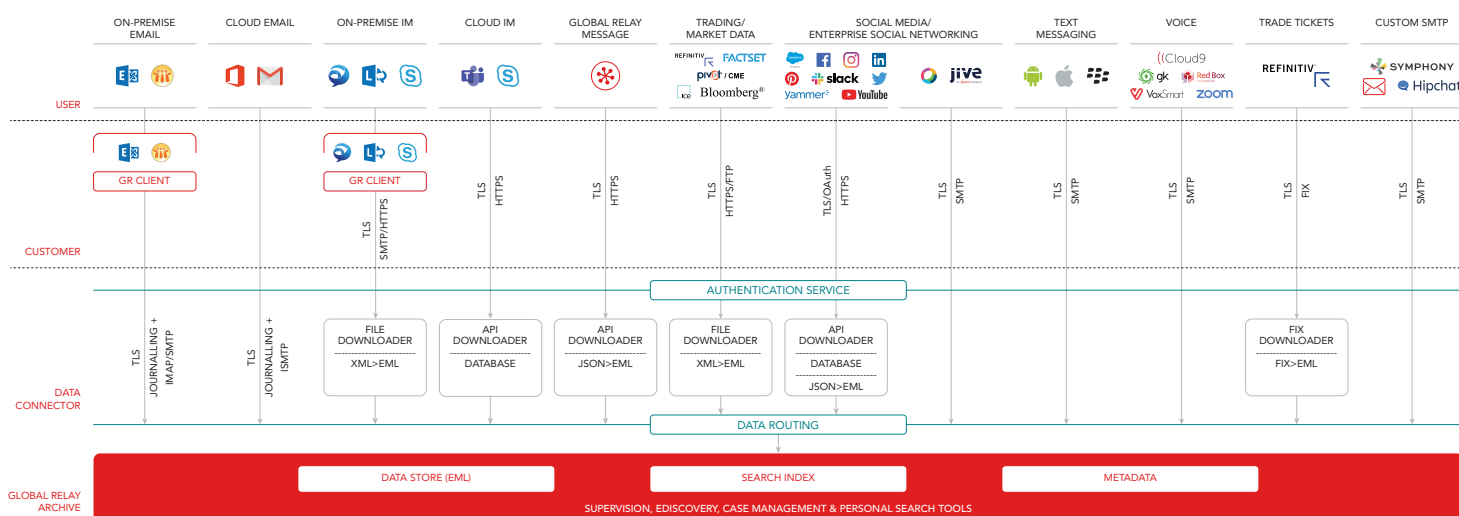 ON-PREMISE
EMAIL
CLOUD EMAIL
ON-PREMISE IM
CLOUD IM
GLOBAL RELAY
MESSAGE
TRADING/
MARKET DATA
SOCIAL MEDIA/
ENTERPRISE SOCIAL NETWORKING
TEXT
MESSAGING
VOICE
TRADE TICKETS
CUSTOM SMTP
REFINITIV
FACTSET
pivot / CME
ice
Bloomberg®
slack
yammer
YouTube
jive
Cloud9
gk
Red Box
VoxSmart
zoom
REFINITIV
SYMPHONY
Hipchat
USER
GR CLIENT
GR CLIENT
TLS
SMTP/HTTPS
TLS
HTTPS
TLS
HTTPS
TLS
HTTPS/FTP
TLS/OAuth
HTTPS
TLS
SMTP
TLS
SMTP
TLS
SMTP
TLS
FIX
TLS
SMTP
CUSTOMER
AUTHENTICATION SERVICE
TLS
JOURNALLING +
IMAP/SMTP
TLS
JOURNALLING +
ISMTP
FILE
DOWNLOADER
XML>EML
API
DOWNLOADER
DATABASE
API
DOWNLOADER
JSON>EML
FILE
DOWNLOADER
XML>EML
API
DOWNLOADER
DATABASE
JSON>EML
FIX
DOWNLOADER
FIX>EML
DATA
CONNECTOR
DATA ROUTING
DATA STORE (EML)
SEARCH INDEX
METADATA
GLOBAL RELAY
ARCHIVE
SUPERVISION, EDISCOVERY, CASE MANAGEMENT & PERSONAL SEARCH TOOLS